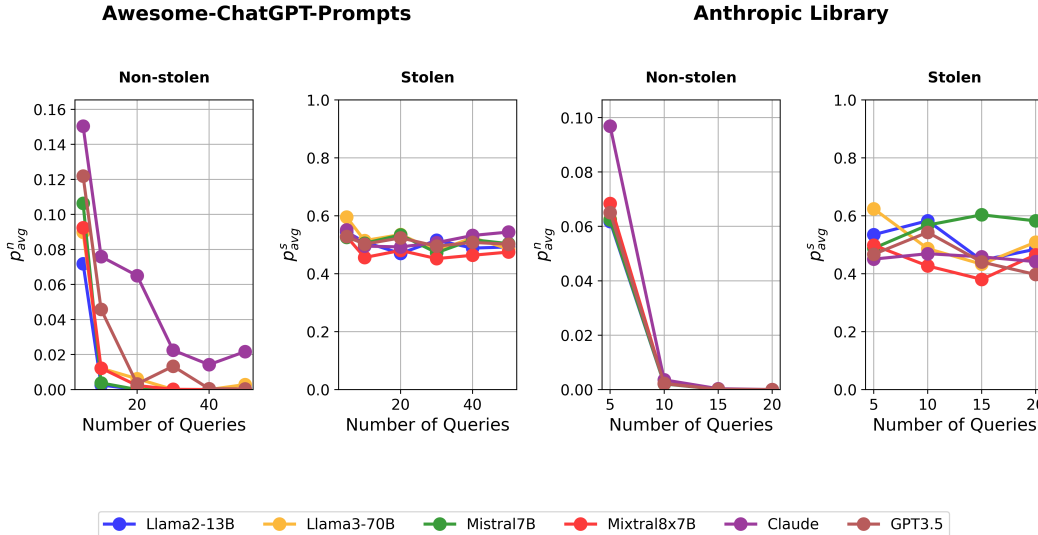 Awesome-ChatGPT-Prompts
Anthropic Library
Non-stolen
Stolen
Non-stolen
Stolen
p^n_avg
0.16
0.14
0.12
0.10
0.08
0.06
0.04
0.02
0.00
20
40
Number of Queries
p^s_avg
1.0
0.8
0.6
0.4
0.2
0.0
20
40
Number of Queries
p^n_avg
0.10
0.08
0.06
0.04
0.02
0.00
5
10
15
20
Number of Queries
p^s_avg
1.0
0.8
0.6
0.4
0.2
0.0
5
10
15
20
Number of Queries
Llama2-13B
Llama3-70B
Mistral7B
Mixtral8x7B
Claude
GPT3.5